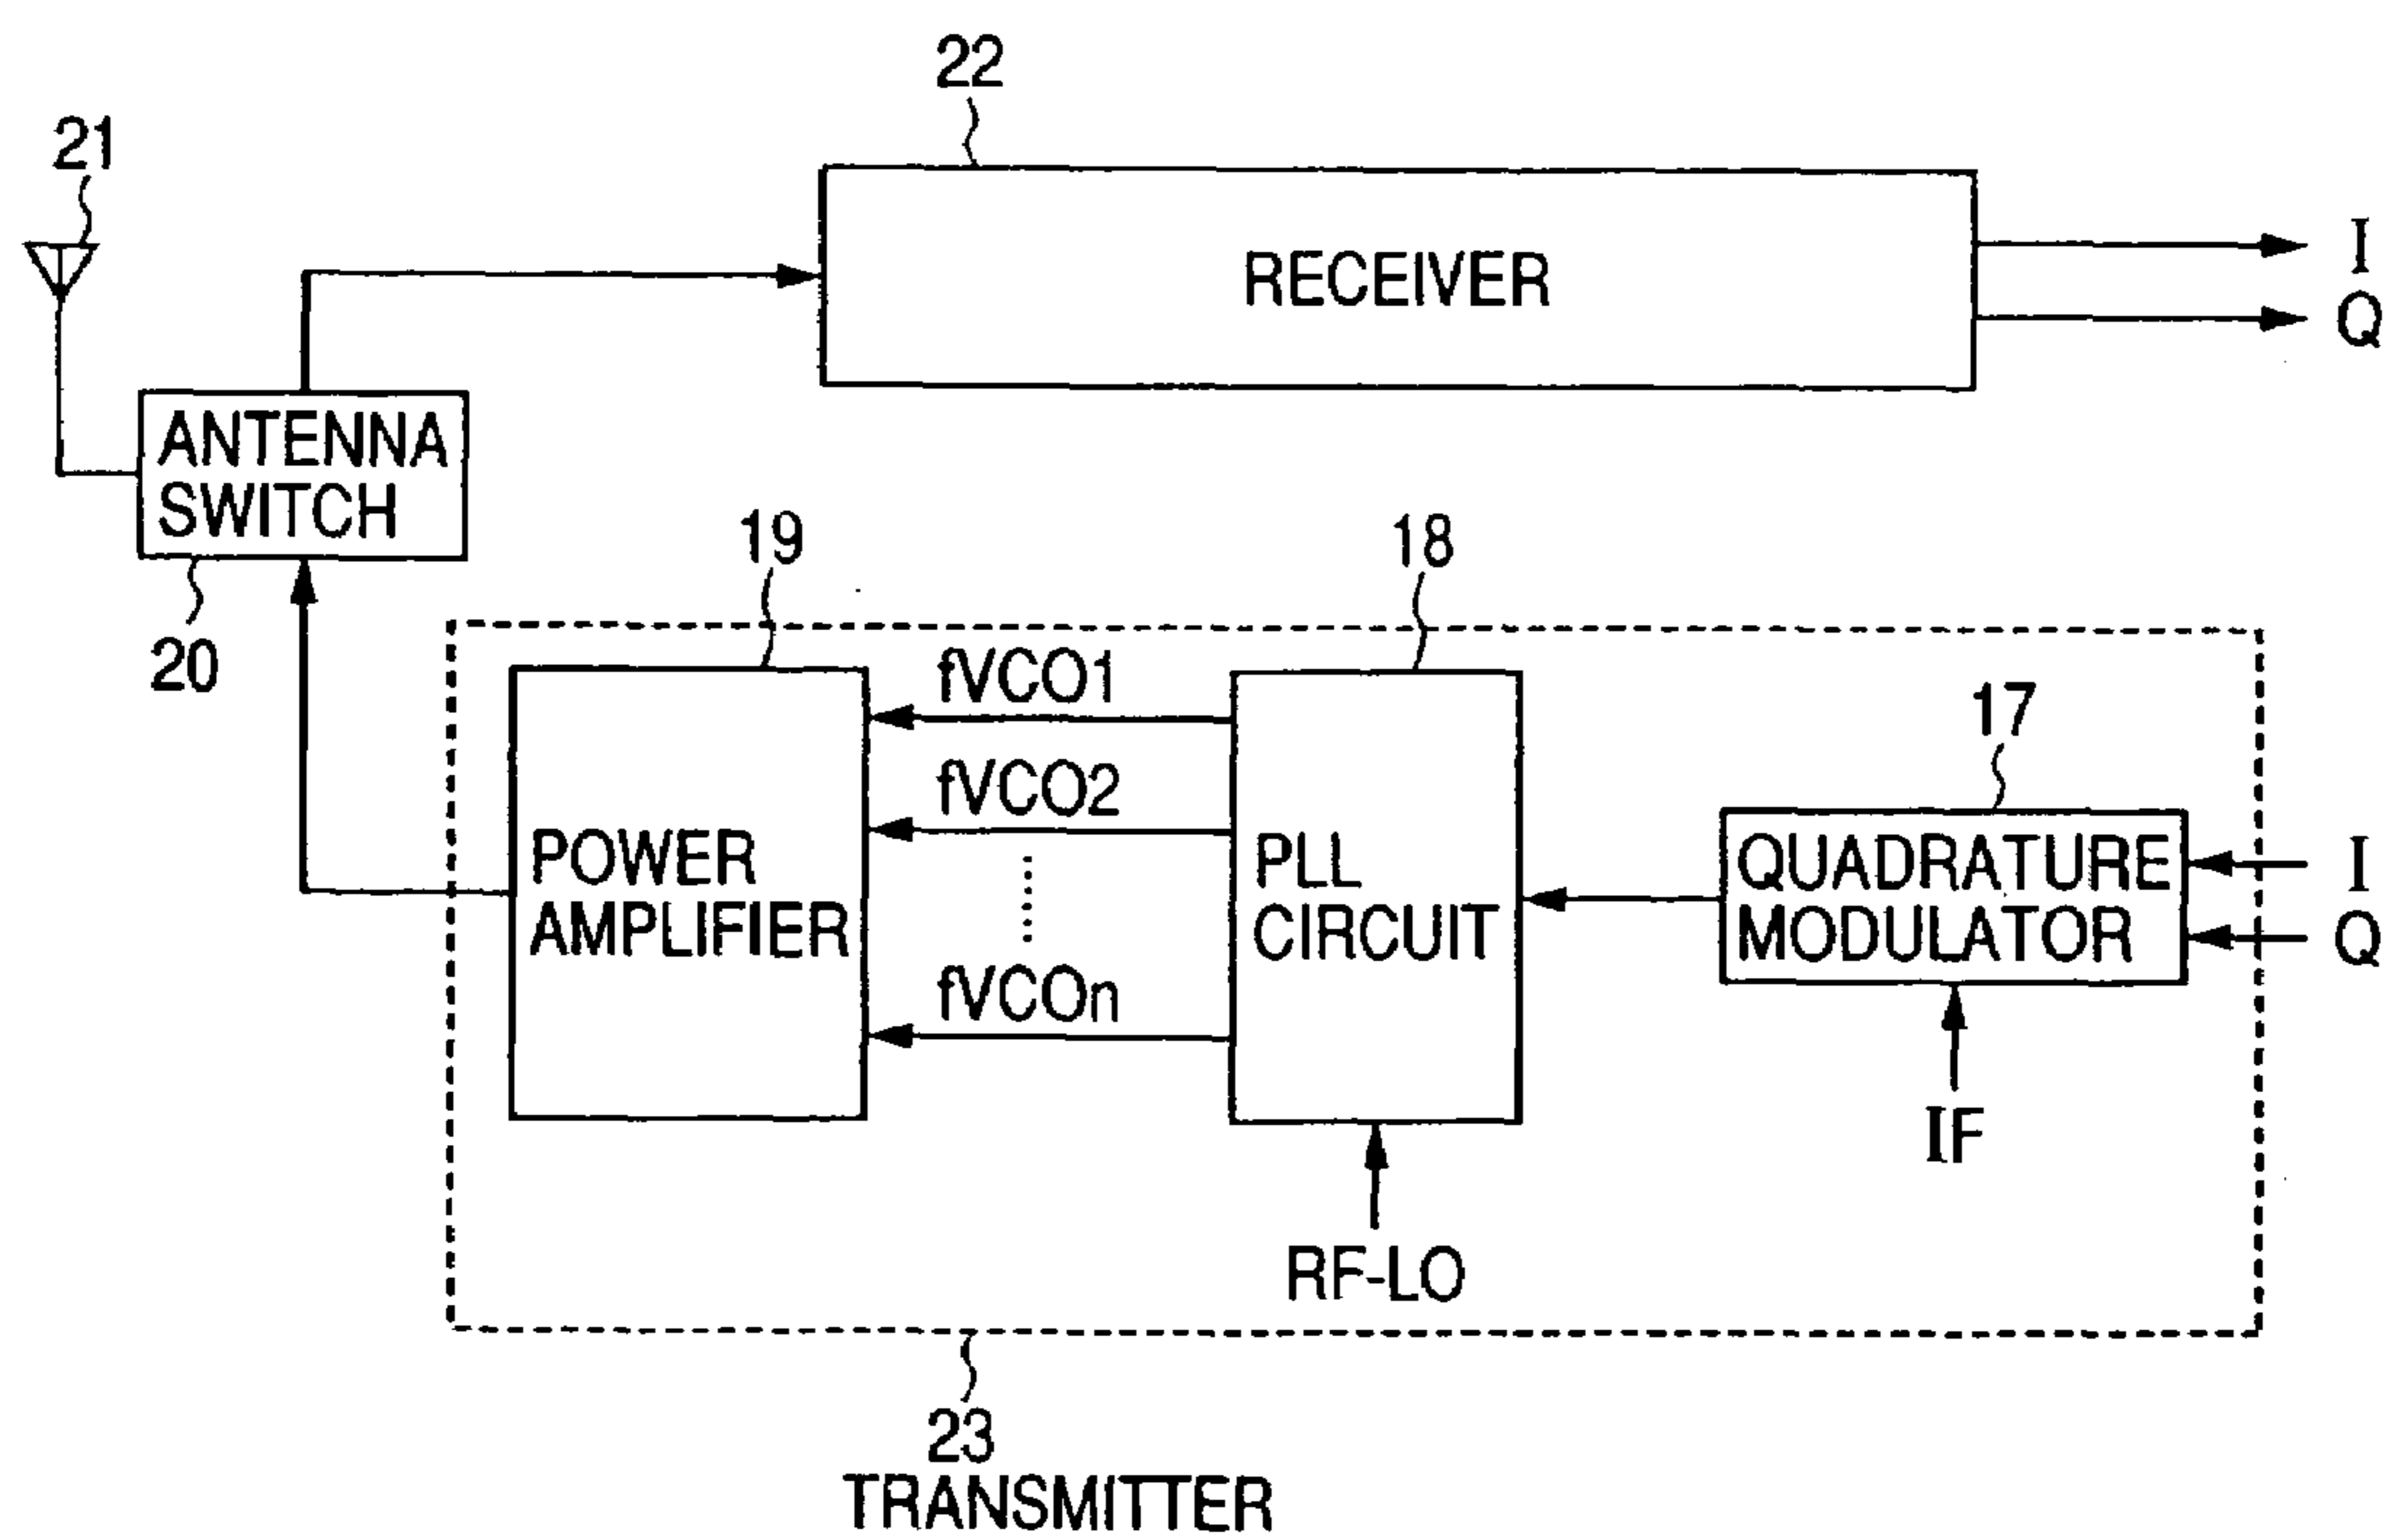 22
21
RECEIVER
I
Q
ANTENNA
SWITCH
20
19
18
fVCO1
fVCO2
fVCOn
POWER
AMPLIFIER
PLL
CIRCUIT
17
QUADRATURE
MODULATOR
I
Q
IF
RF-LO
23
TRANSMITTER